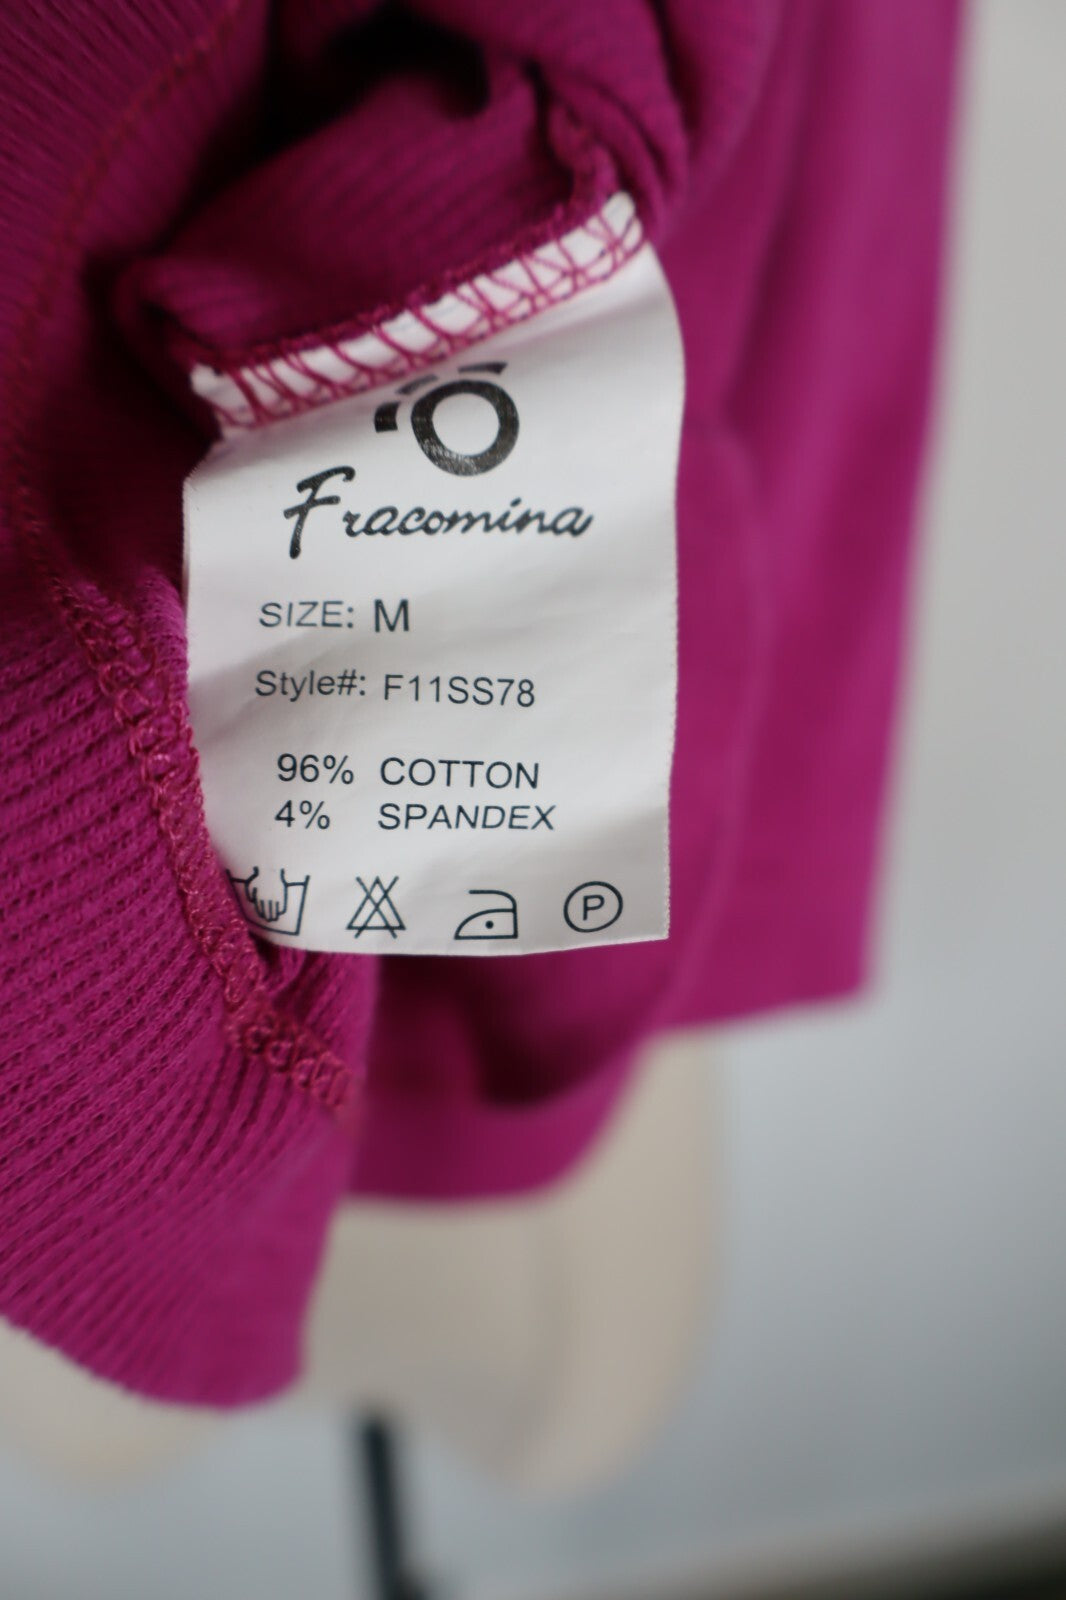 Fracomina
SIZE: M
Style#: F11SS78
96% COTTON
4% SPANDEX
P